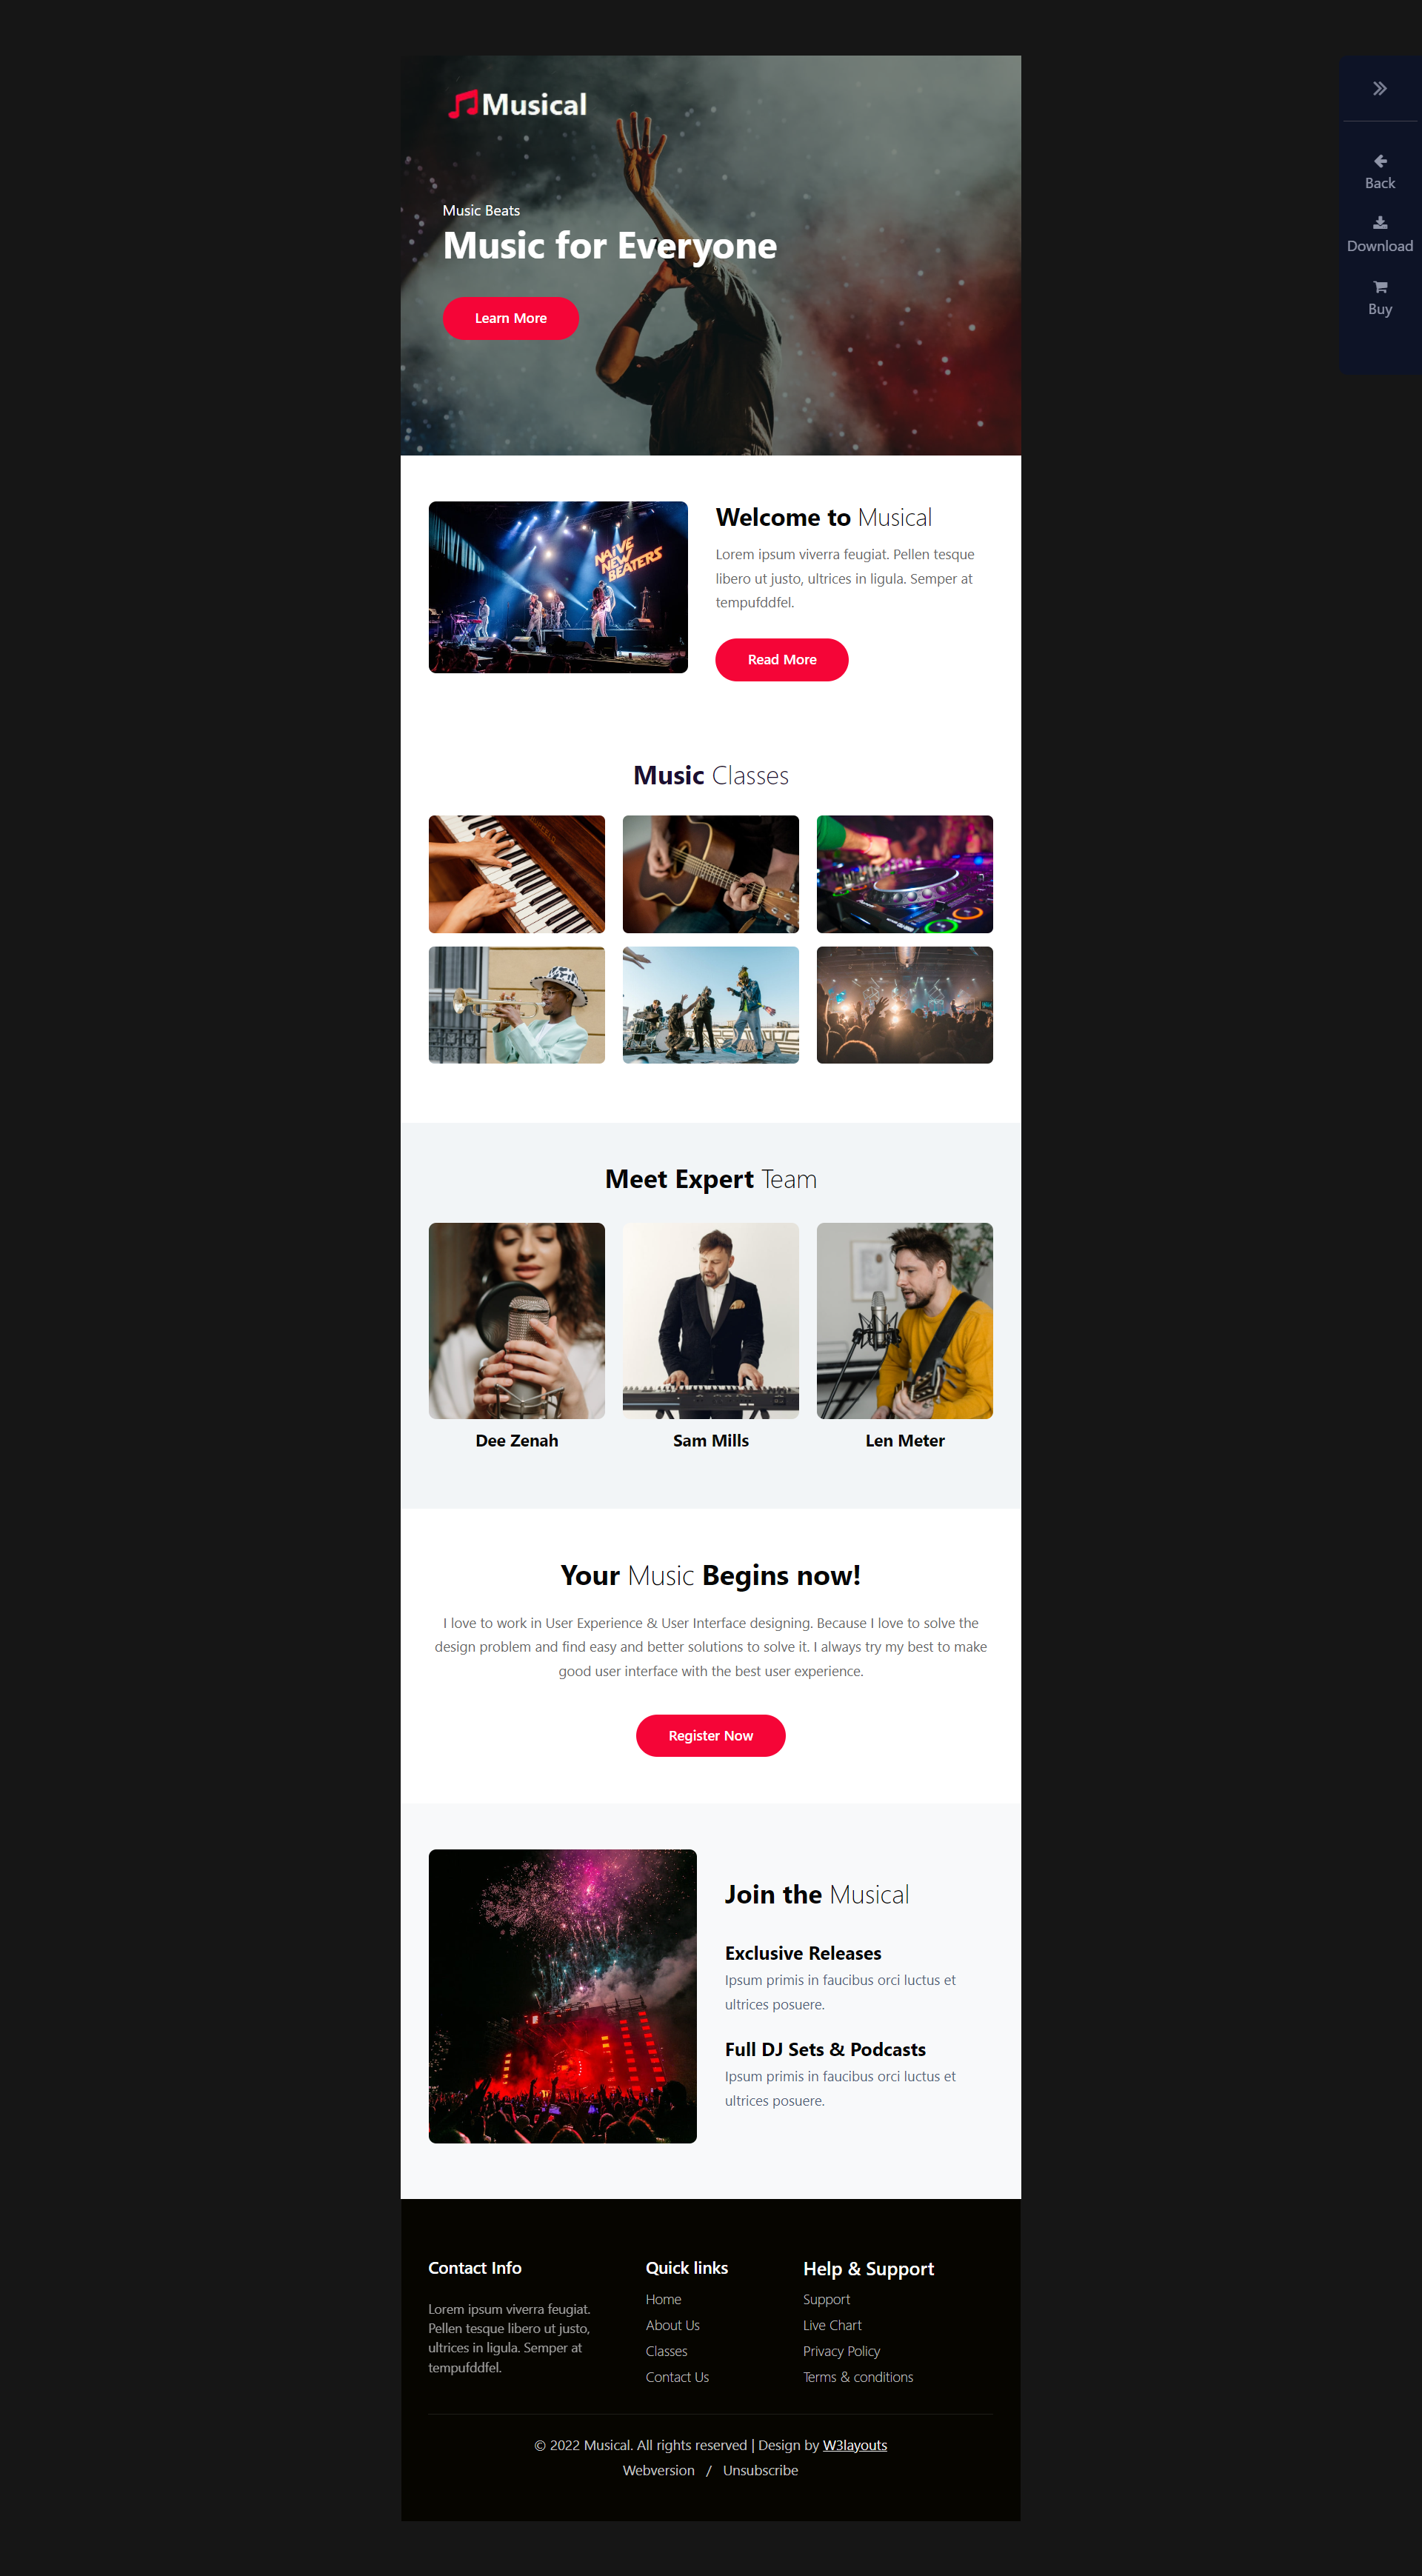 Musical
Music Beats
Music for Everyone
Learn More
Back
Download
Buy
NAIVE
NEW
BEATERS
Welcome to Musical
Lorem ipsum viverra feugiat. Pellen tesque
libero ut justo, ultrices in ligula. Semper at
tempufddfel.
Read More
Music Classes
Meet Expert Team
Dee Zenah
Sam Mills
Len Meter
Your Music Begins now!
I love to work in User Experience & User Interface designing. Because I love to solve the
design problem and find easy and better solutions to solve it. I always try my best to make
good user interface with the best user experience.
Register Now
Join the Musical
Exclusive Releases
Ipsum primis in faucibus orci luctus et
ultrices posuere.
Full DJ Sets & Podcasts
Ipsum primis in faucibus orci luctus et
ultrices posuere.
Contact Info
Lorem ipsum viverra feugiat.
Pellen tesque libero ut justo,
ultrices in ligula. Semper at
tempufddfel.
Quick links
Home
About Us
Classes
Contact Us
Help & Support
Support
Live Chart
Privacy Policy
Terms & conditions
© 2022 Musical. All rights reserved | Design by W3layouts
Webversion / Unsubscribe